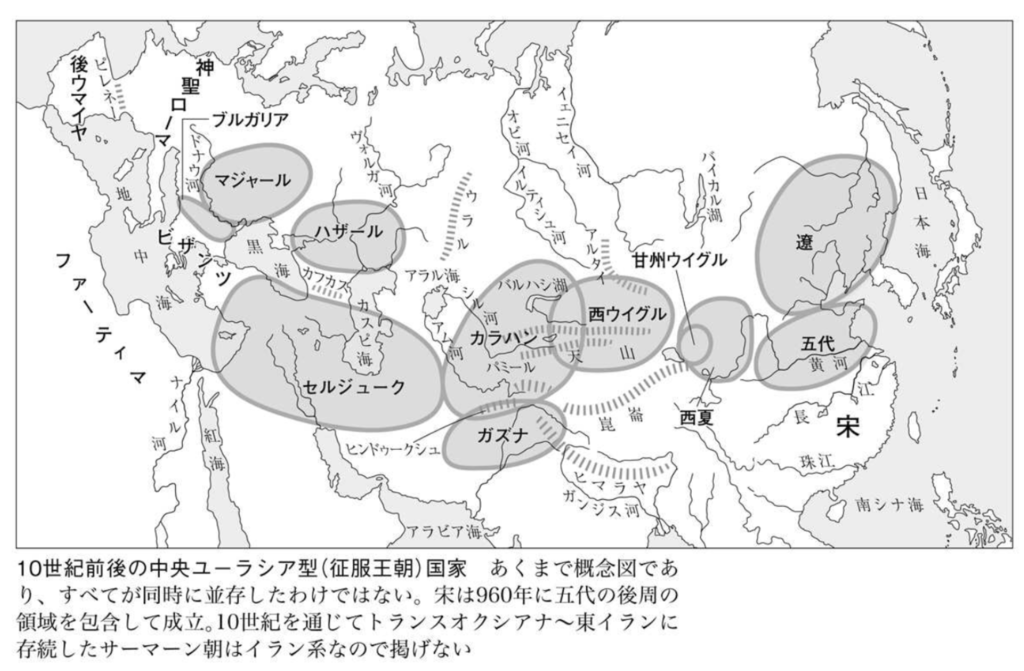 神聖ローマ
後ウマイヤ
ピレネー
ブルガリア
ドナウ河
マジャール
ヴォルガ河
ハザール
ウラル
オビ河
イェニセイ河
イルティシュ河
アルタイ
バイカル湖
甘州ウイグル
遼
日本海
地中海
ビザンツ
黒海
カフカス
カスピ海
アラル海
シル河
アム河
バルハシ湖
カラハン
西ウイグル
天山
パミール
五代
黄河
ファーティマ
セルジューク
ナイル河
紅海
ヒンドゥークシュ
ガズナ
崑崙
西夏
長江
宋
珠江
ヒマラヤ
ガンジス河
アラビア海
南シナ海
10世紀前後の中央ユーラシア型(征服王朝)国家 あくまで概念図であ
り、すべてが同時に並存したわけではない。宋は960年に五代の後周の
領域を包含して成立。10世紀を通じてトランスオクシアナ〜東イランに
存続したサーマーン朝はイラン系なので掲げない